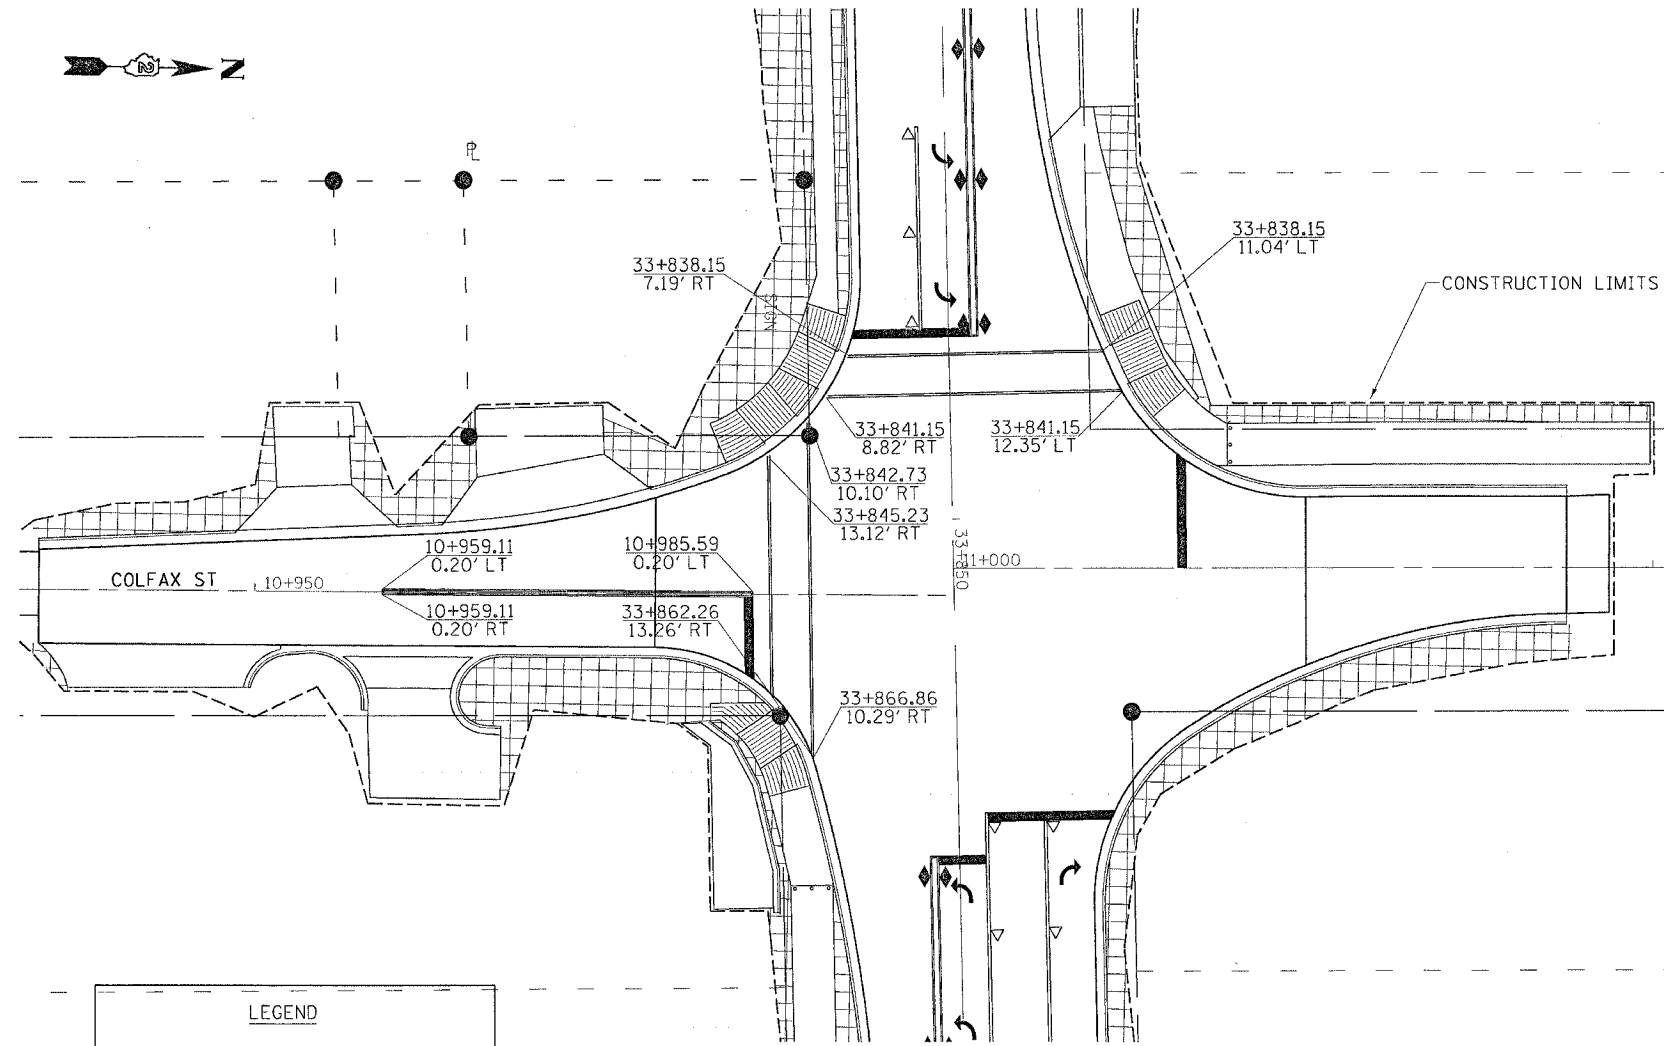 N
PL
33+838.15
7.19' RT
33+838.15
11.04' LT
CONSTRUCTION LIMITS
SIGN
33+841.15
8.82' RT
33+841.15
12.35' LT
33+842.73
10.10' RT
33+845.23
13.12' RT
10+959.11
0.20' LT
10+985.59
0.20' LT
COLFAX ST
10+950
33+850
11+000
10+959.11
0.20' RT
33+862.26
13.26' RT
33+866.86
10.29' RT
LEGEND